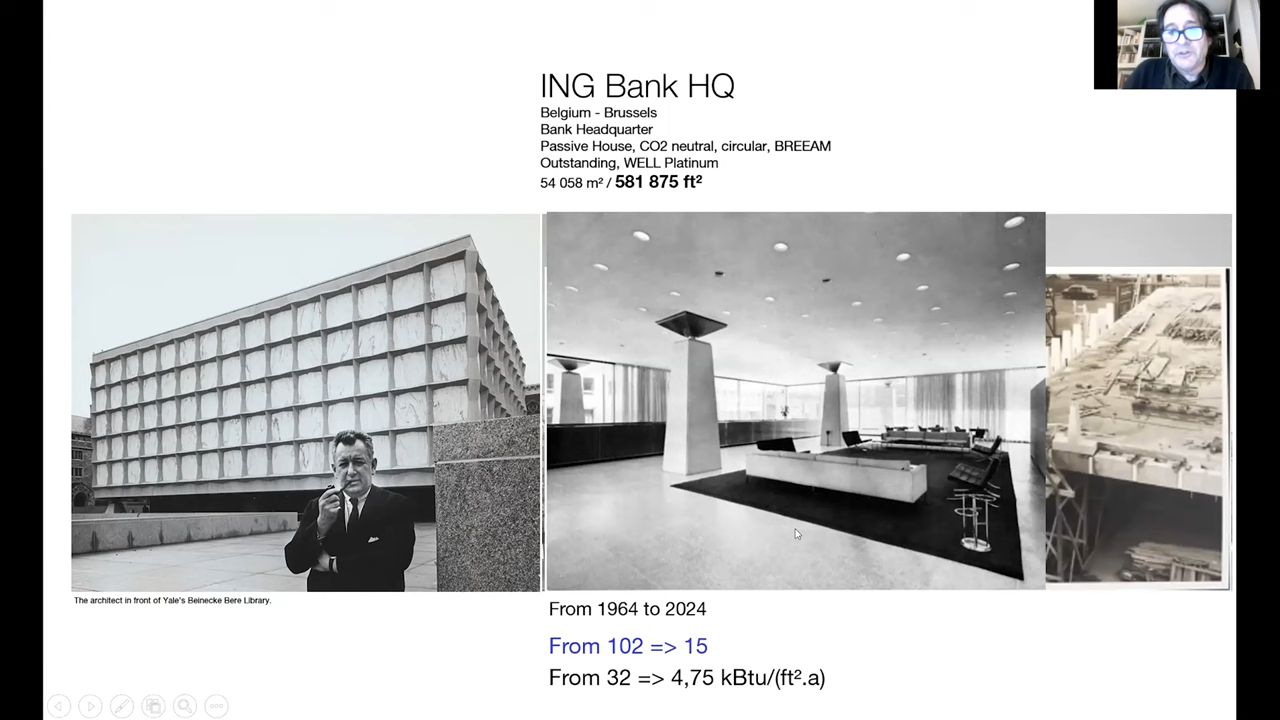 ING Bank HQ
Belgium - Brussels
Bank Headquarter
Passive House, CO2 neutral, circular, BREEAM
Outstanding, WELL Platinum
54 058 m² / 581 875 ft²
The architect in front of Yale's Beinecke Bere Library.
From 1964 to 2024
From 102 => 15
From 32 => 4,75 kBtu/(ft².a)